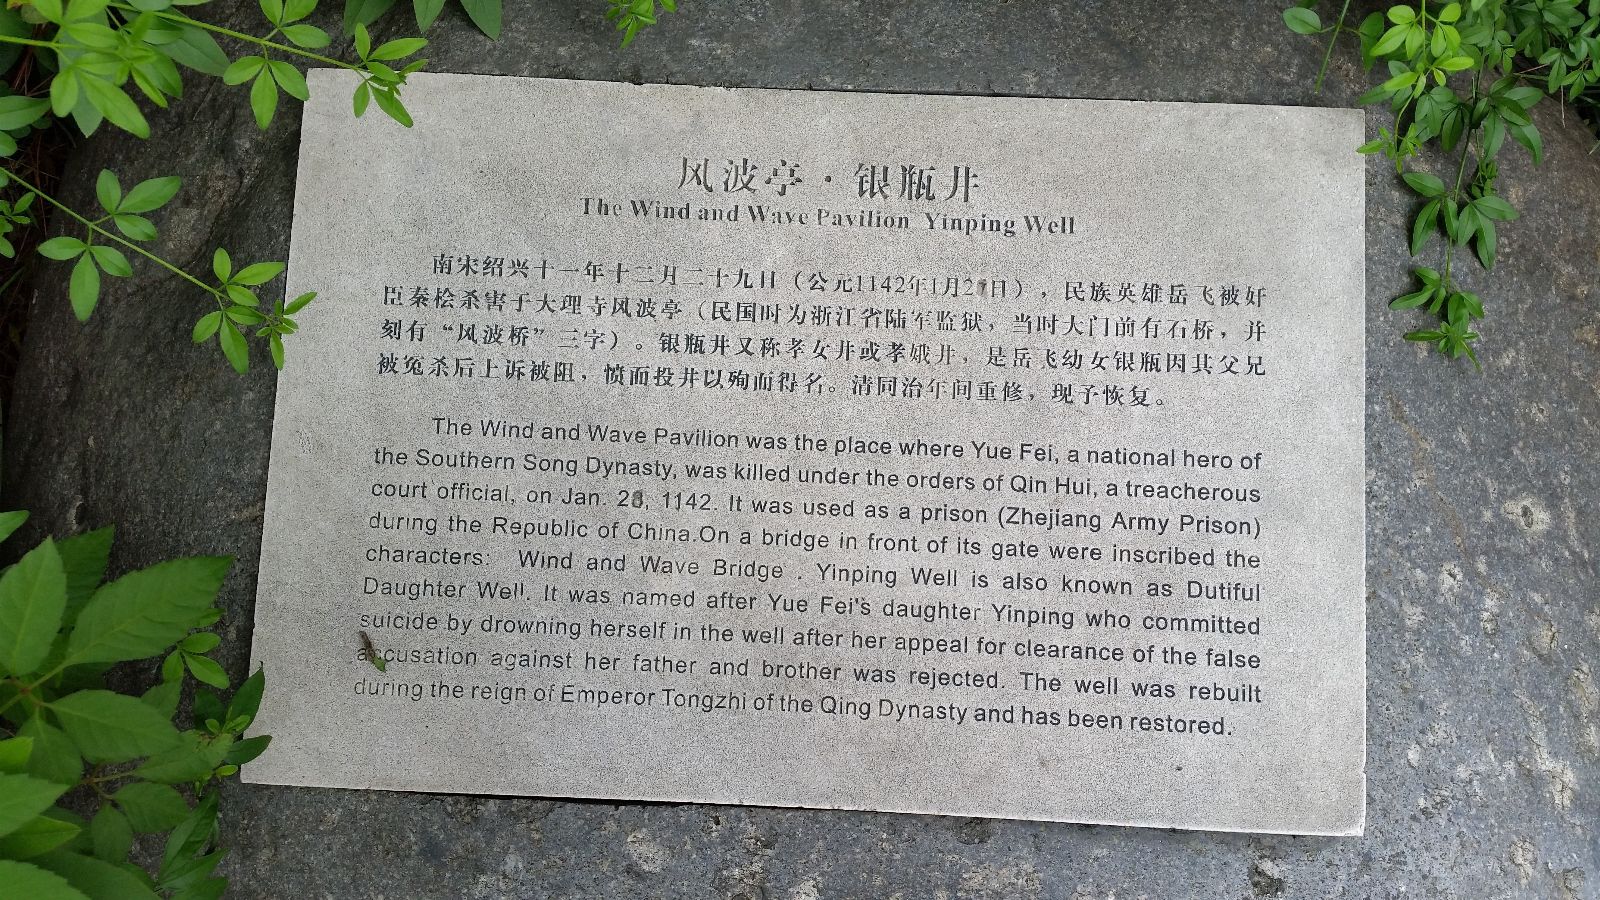 风波亭·银瓶井
The Wind and Wave Pavilion Yinping Well
南宋绍兴十一年十二月二十九日（公元1142年1月2日），民族英雄岳飞被奸
臣秦桧杀害于大理寺风波亭（民国时为浙江省陆军监狱，当时大门前有石桥，并
刻有“风波桥”三字）。银瓶井又称孝女井或孝娥井，是岳飞幼女银瓶因其父兄
被冤杀后上诉被阻，愤而投井以殉而得名。清同治年间重修，现予恢复。
The Wind and Wave Pavilion was the place where Yue Fei, a national hero of
the Southern Song Dynasty, was killed under the orders of Qin Hui, a treacherous
court official, on Jan. 28, 1142. It was used as a prison (Zhejiang Army Prison)
during the Republic of China.On a bridge in front of its gate were inscribed the
characters: Wind and Wave Bridge . Yinping Well is also known as Dutiful
Daughter Well. It was named after Yue Fei's daughter Yinping who committed
suicide by drowning herself in the well after her appeal for clearance of the false
accusation against her father and brother was rejected. The well was rebuilt
during the reign of Emperor Tongzhi of the Qing Dynasty and has been restored.